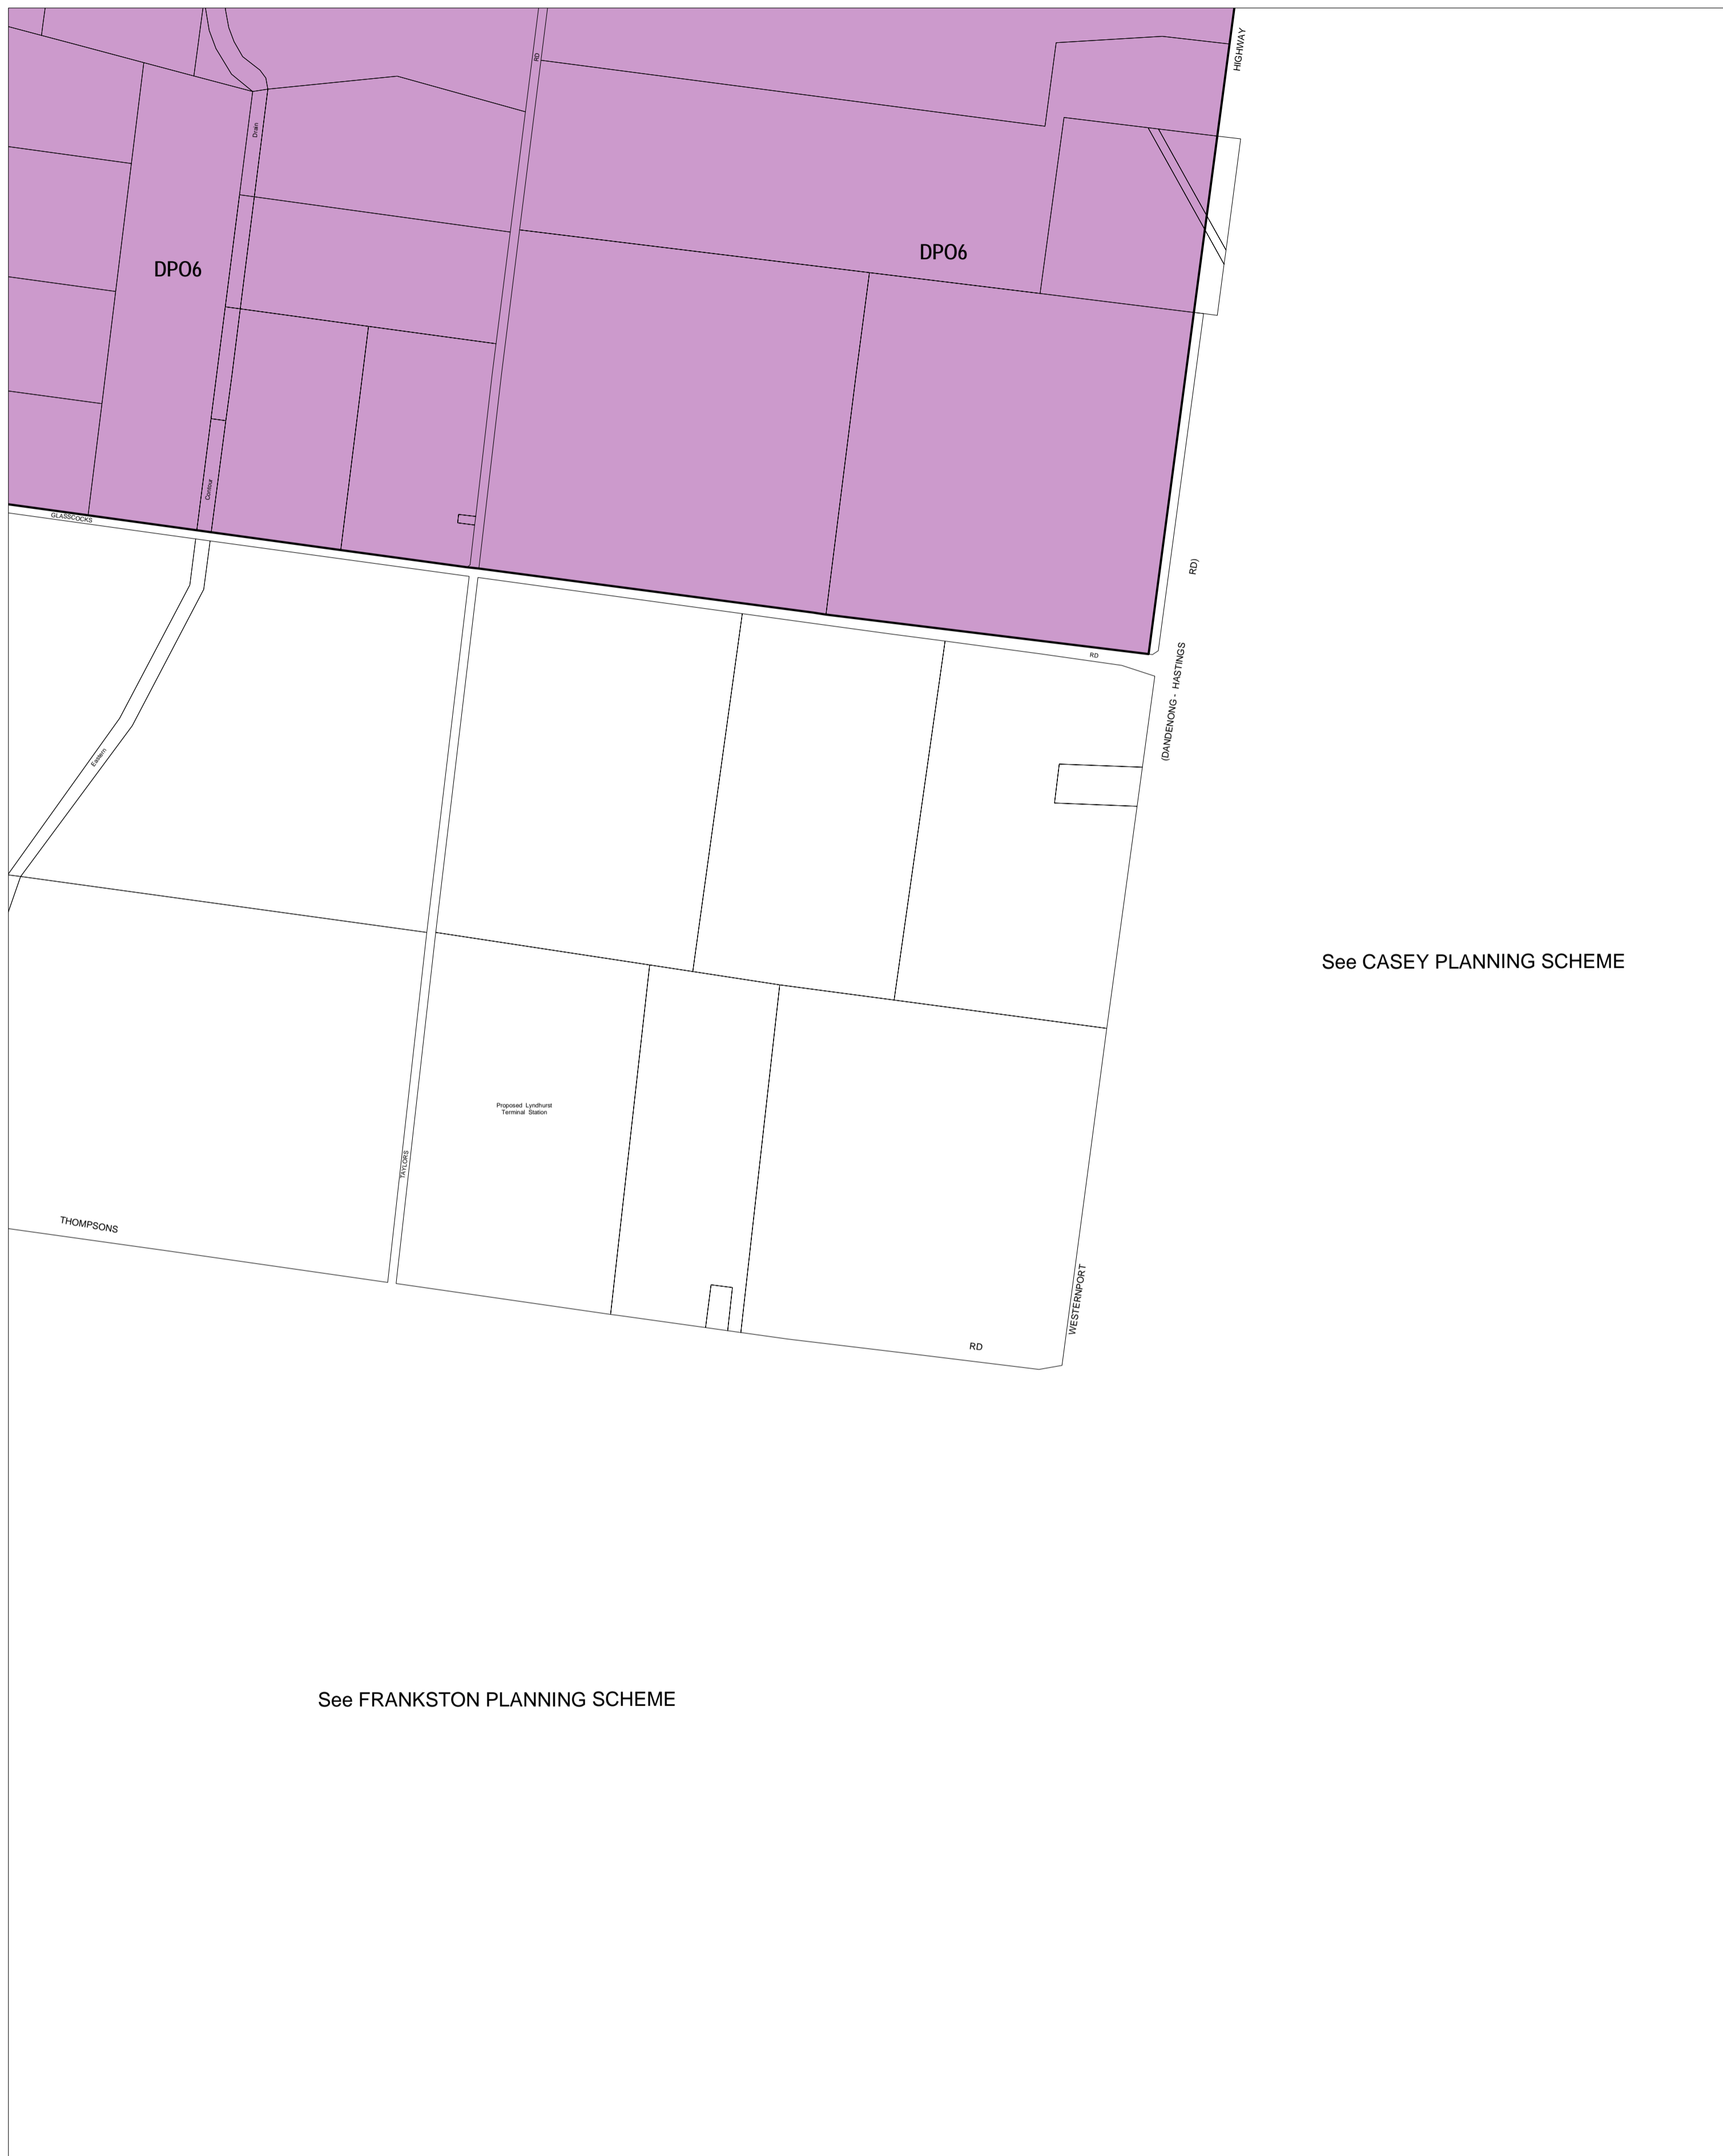 HIGHWAY
RD
Drain
DPO6
DPO6
Contour
GLASSCOCKS
RD)
RD
(DANDENONG - HASTINGS
Eastern
See CASEY PLANNING SCHEME
Proposed Lyndhurst
Terminal Station
TAYLORS
THOMPSONS
WESTERNPORT
RD
See FRANKSTON PLANNING SCHEME